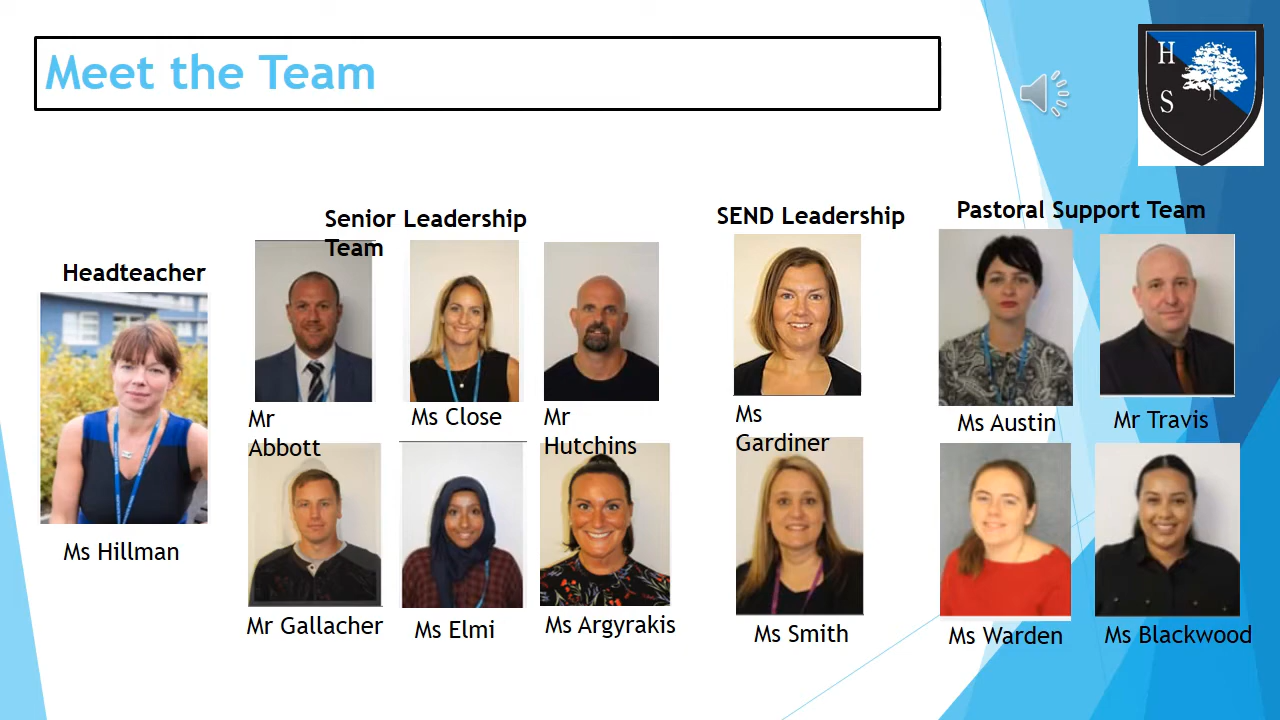 Meet the Team
H
S
Headteacher
Ms Hillman
Senior Leadership
Team
Mr
Abbott
Ms Close
Mr
Hutchins
Mr Gallacher
Ms Elmi
Ms Argyrakis
SEND Leadership
Ms
Gardiner
Ms Smith
Pastoral Support Team
Ms Austin
Mr Travis
Ms Warden
Ms Blackwood